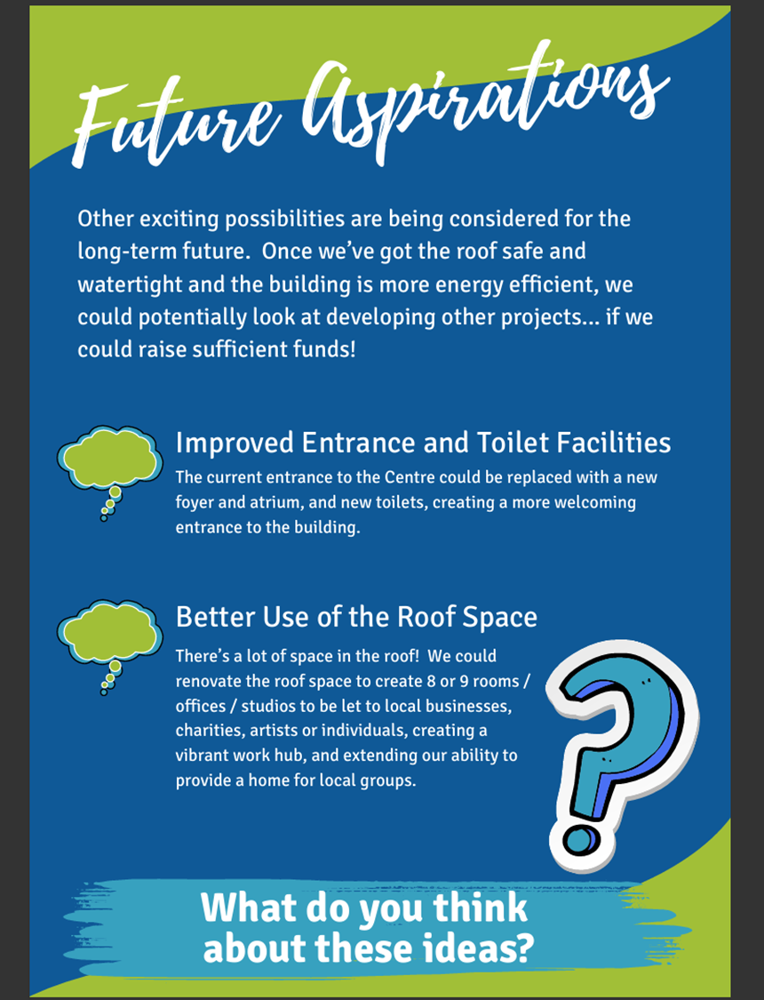 Future Aspirations
Other exciting possibilities are being considered for the
long-term future.  Once we’ve got the roof safe and
watertight and the building is more energy efficient, we
could potentially look at developing other projects... if we
could raise sufficient funds!
Improved Entrance and Toilet Facilities
The current entrance to the Centre could be replaced with a new
foyer and atrium, and new toilets, creating a more welcoming
entrance to the building.
Better Use of the Roof Space
There’s a lot of space in the roof!  We could
renovate the roof space to create 8 or 9 rooms /
offices / studios to be let to local businesses,
charities, artists or individuals, creating a
vibrant work hub, and extending our ability to
provide a home for local groups.
?
What do you think
about these ideas?